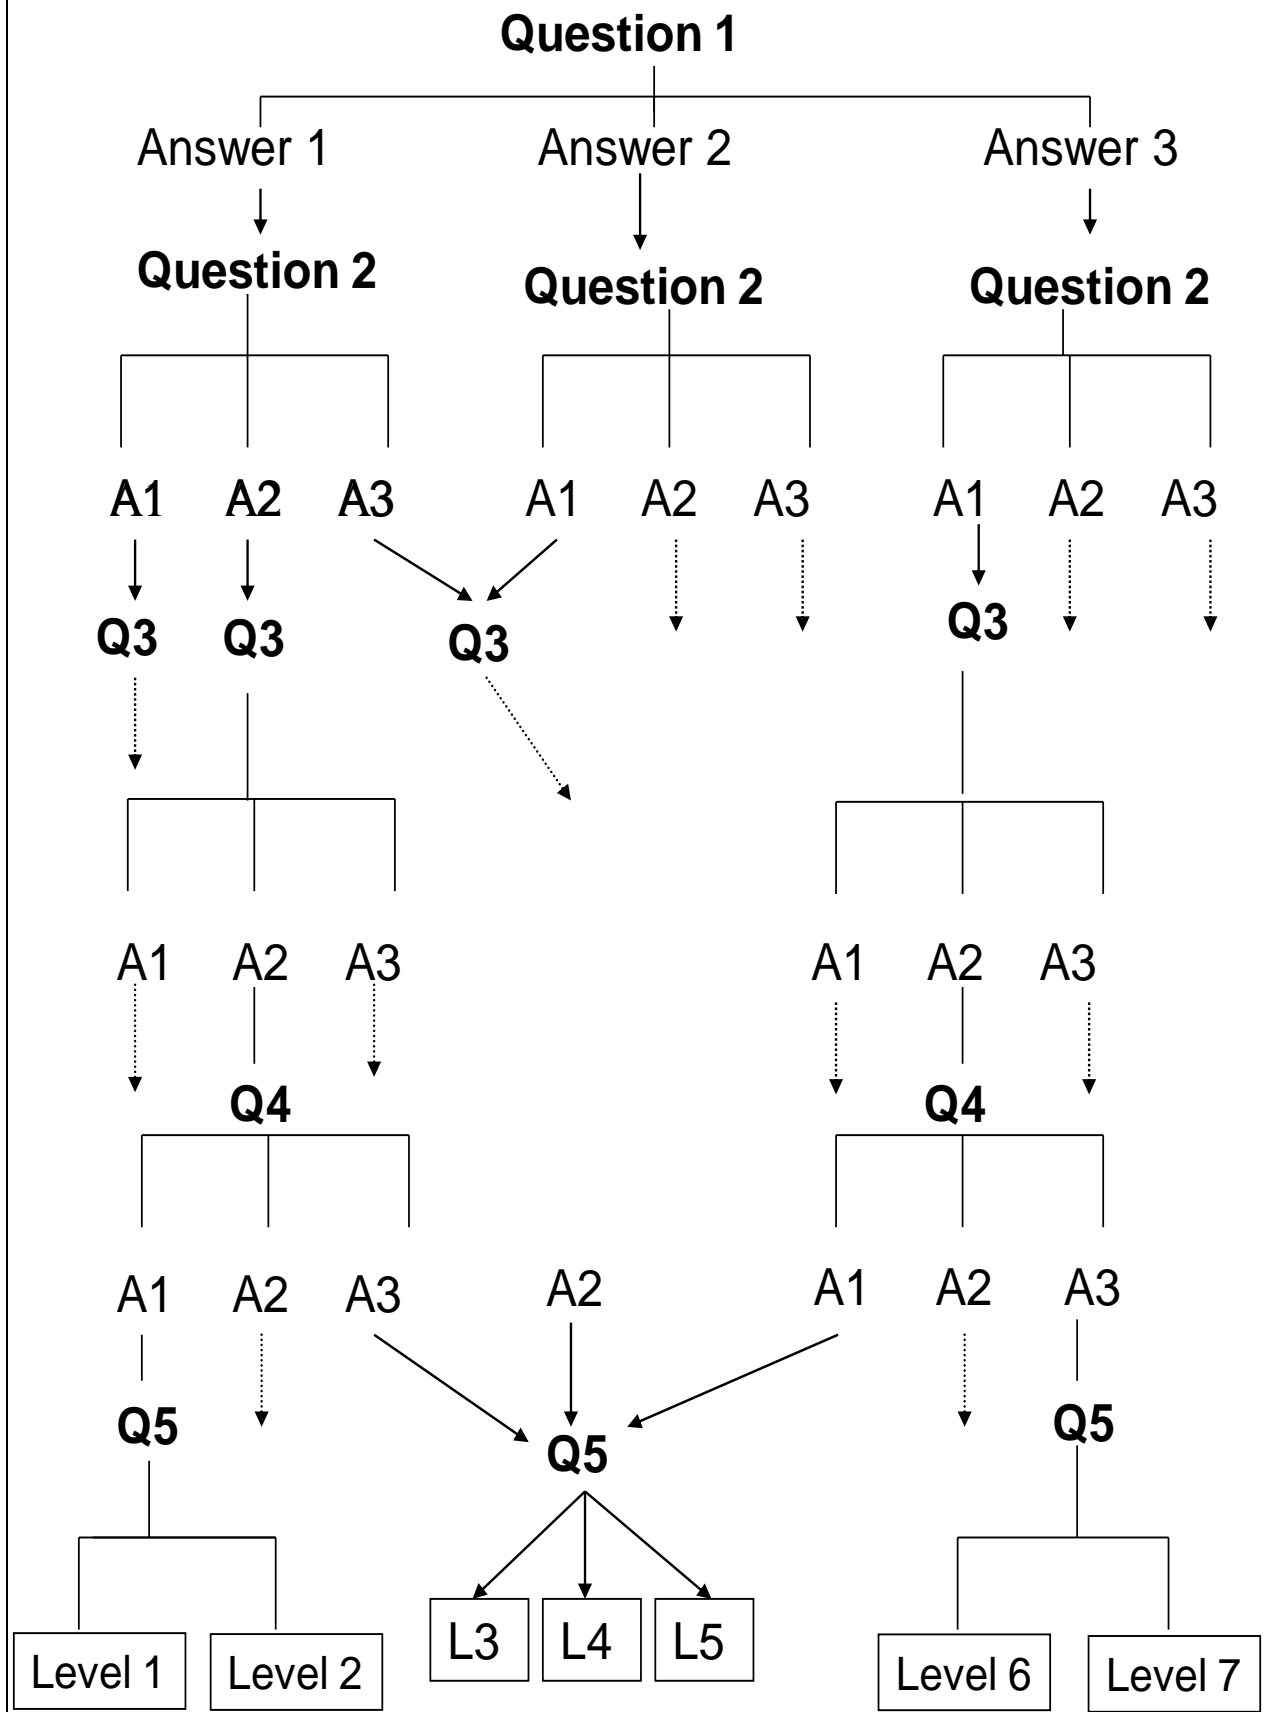 Question 1
Answer 1 Answer 2 Answer 3
Question 2 Question 2 Question 2
A1 A2 A3 A1 A2 A3 A1 A2 A3
Q3 Q3 Q3 Q3
A1 A2 A3 A1 A2 A3
Q4 Q4
A1 A2 A3 A2 A1 A2 A3
Q5 Q5 Q5
L3 L4 L5
Level 1 Level 2 Level 6 Level 7